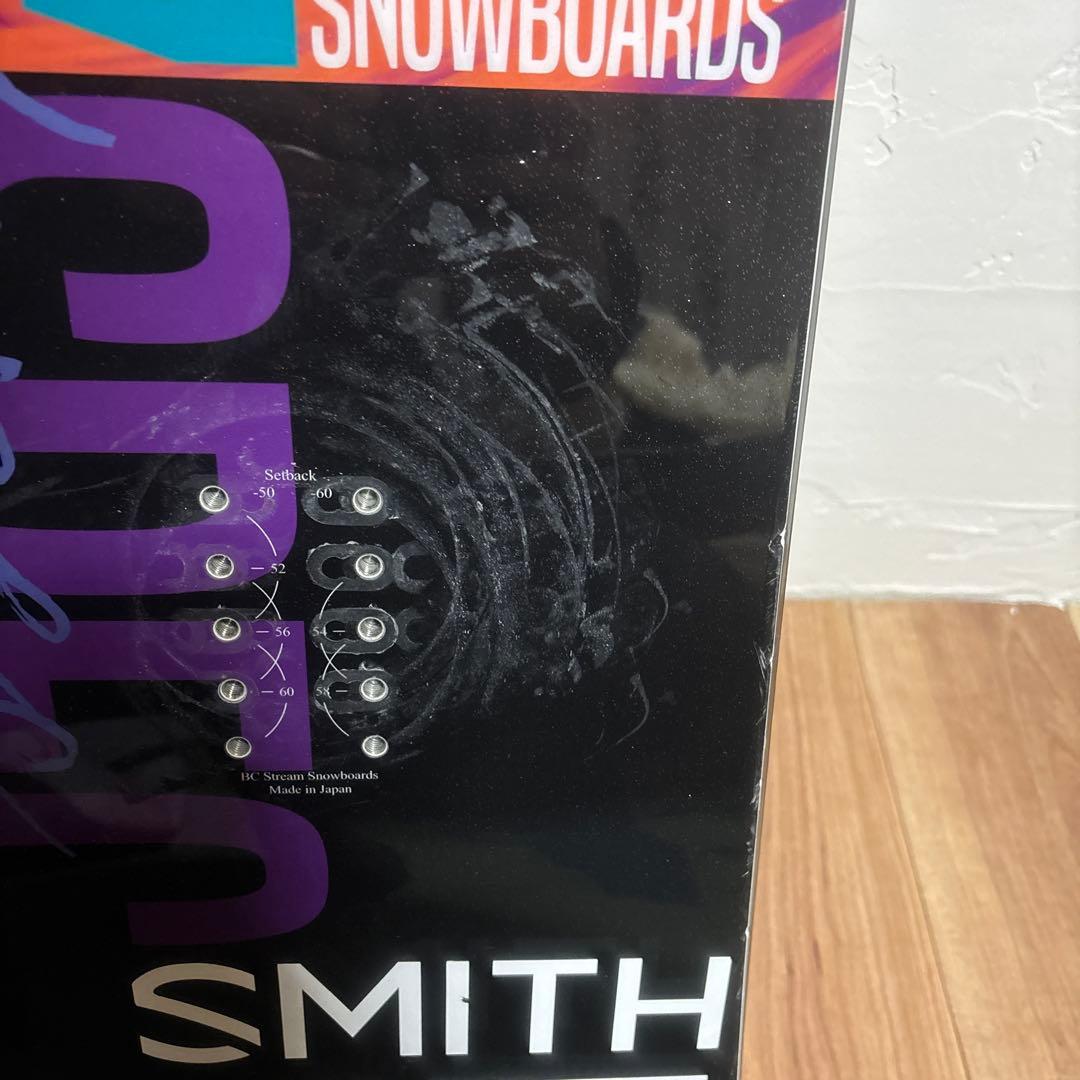 SNOWBOARDS
Setback
-50 -60
52
56 54
60 58
BC Stream Snowboards
Made in Japan
SMITH